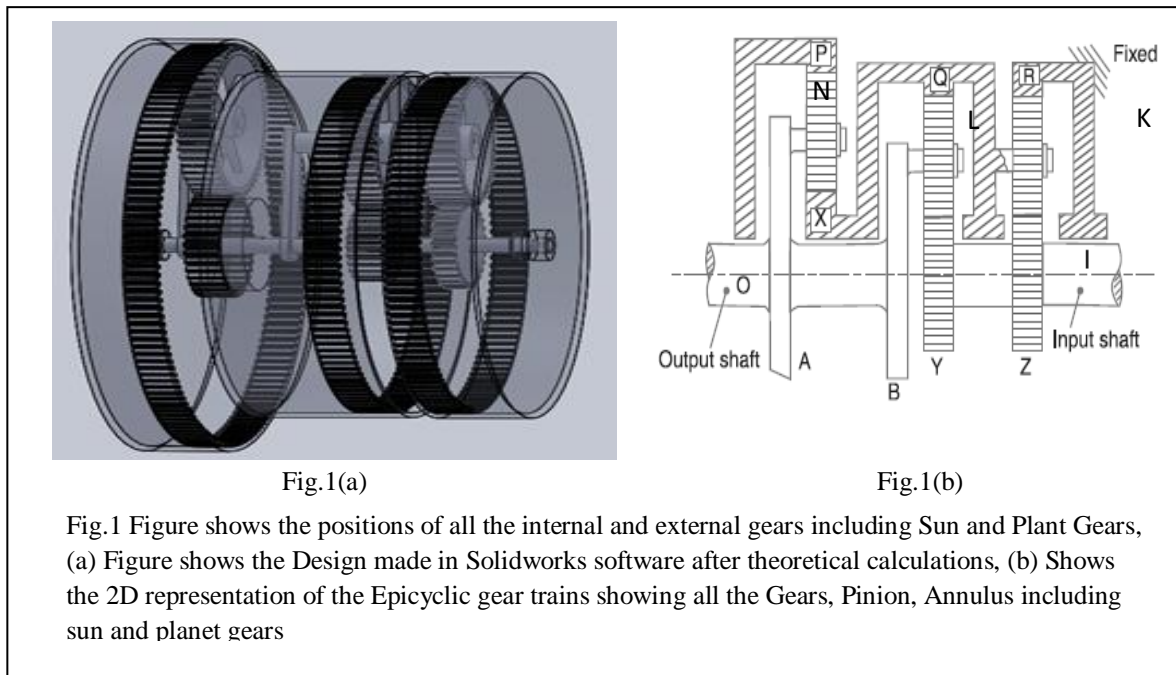 P
N
Q
L
R
Fixed
K
X
O
I
Output shaft
A
B
Y
Z
Input shaft
Fig.1(a)
Fig.1(b)
Fig.1 Figure shows the positions of all the internal and external gears including Sun and Plant Gears,
(a) Figure shows the Design made in Solidworks software after theoretical calculations, (b) Shows
the 2D representation of the Epicyclic gear trains showing all the Gears, Pinion, Annulus including
sun and planet gears